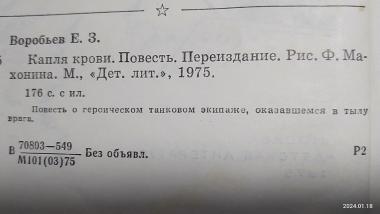 Воробьев Е. З.
Капля крови. Повесть. Переиздание. Рис. Ф. Ма-
хонина. М., «Дет. лит.», 1975.
176 с. с ил.
Повесть о героическом танковом экипаже, оказавшемся в тылу
врага.
В 70803—549
М101(03)75 Без объявл.
Р2
2024.01.18